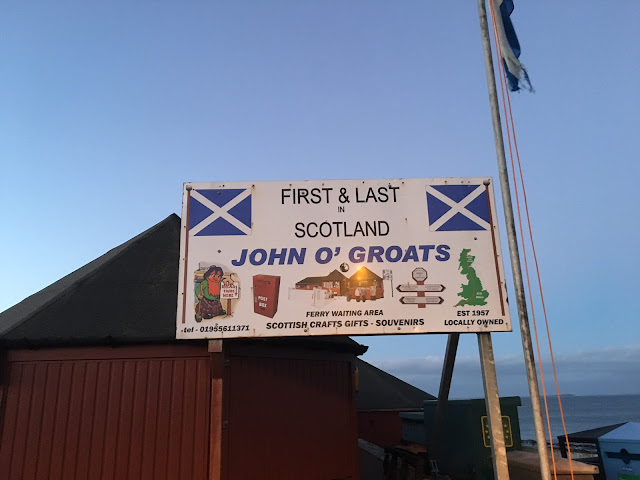 FIRST & LAST
IN
SCOTLAND
JOHN O' GROATS
POST
BOX
FERRY WAITING AREA
EST 1957
-tel - 01955611371
SCOTTISH CRAFTS GIFTS - SOUVENIRS
LOCALLY OWNED